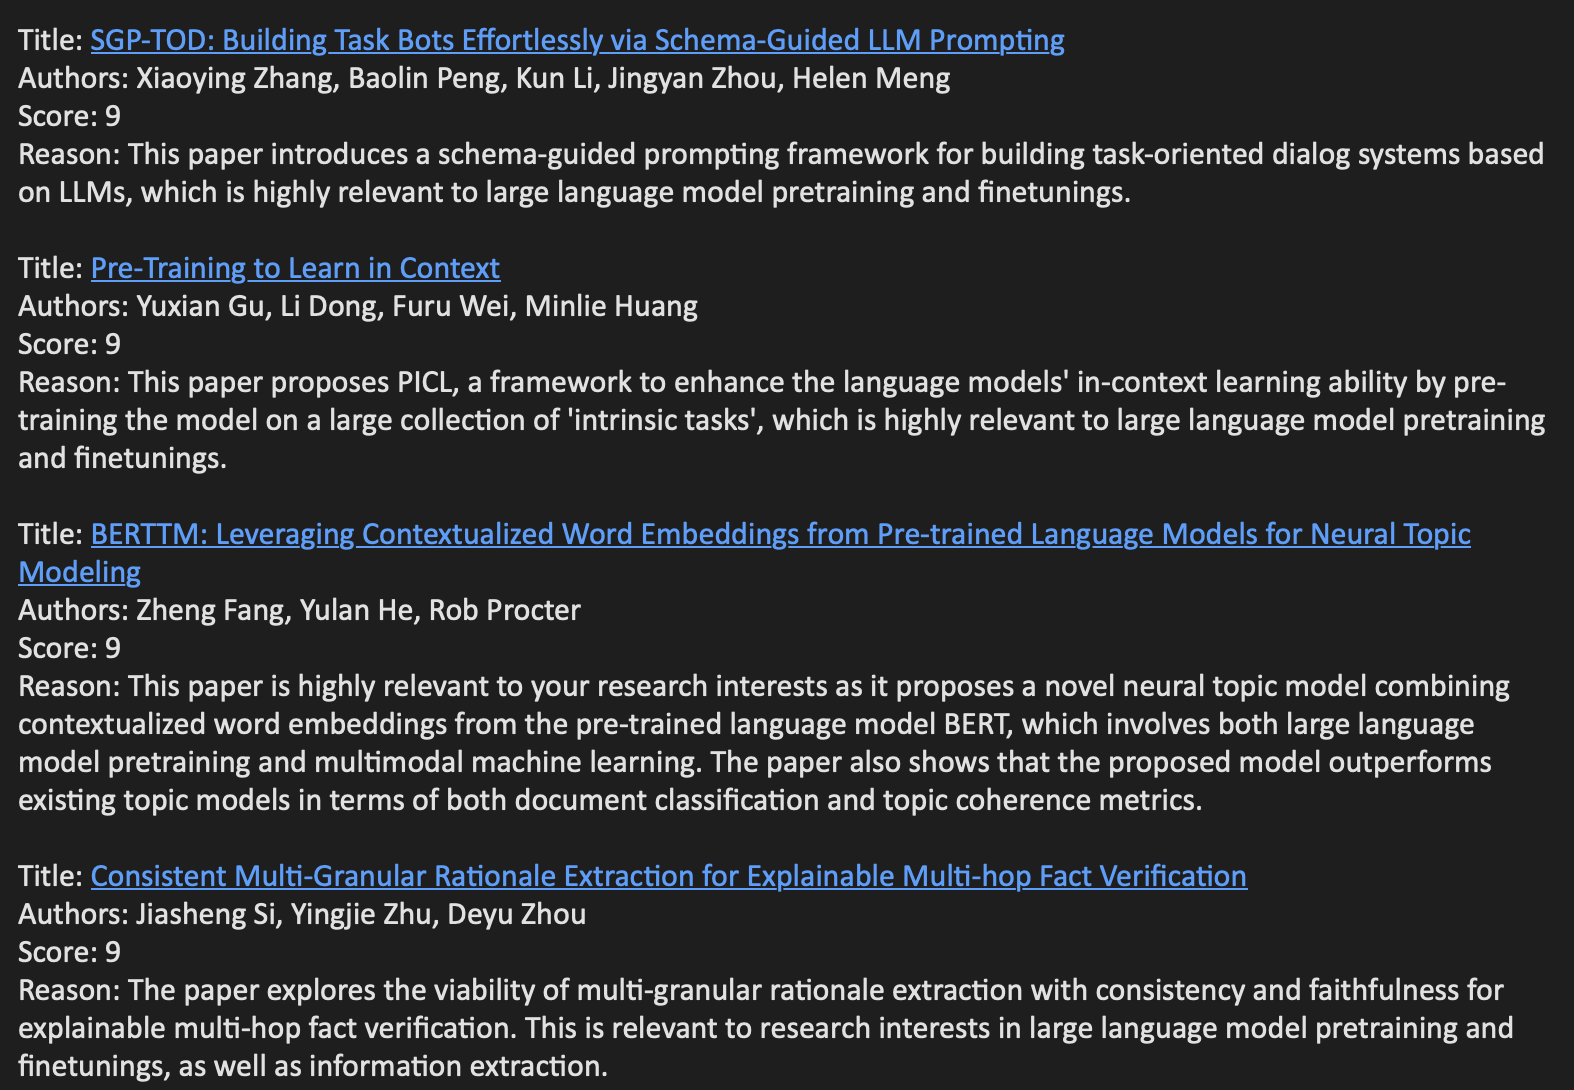 Title: SGP-TOD: Building Task Bots Effortlessly via Schema-Guided LLM Prompting
Authors: Xiaoying Zhang, Baolin Peng, Kun Li, Jingyan Zhou, Helen Meng
Score: 9
Reason: This paper introduces a schema-guided prompting framework for building task-oriented dialog systems based
on LLMs, which is highly relevant to large language model pretraining and finetunings.
Title: Pre-Training to Learn in Context
Authors: Yuxian Gu, Li Dong, Furu Wei, Minlie Huang
Score: 9
Reason: This paper proposes PICL, a framework to enhance the language models' in-context learning ability by pre-
training the model on a large collection of 'intrinsic tasks', which is highly relevant to large language model pretraining
and finetunings.
Title: BERTTM: Leveraging Contextualized Word Embeddings from Pre-trained Language Models for Neural Topic
Modeling
Authors: Zheng Fang, Yulan He, Rob Procter
Score: 9
Reason: This paper is highly relevant to your research interests as it proposes a novel neural topic model combining
contextualized word embeddings from the pre-trained language model BERT, which involves both large language
model pretraining and multimodal machine learning. The paper also shows that the proposed model outperforms
existing topic models in terms of both document classification and topic coherence metrics.
Title: Consistent Multi-Granular Rationale Extraction for Explainable Multi-hop Fact Verification
Authors: Jiasheng Si, Yingjie Zhu, Deyu Zhou
Score: 9
Reason: The paper explores the viability of multi-granular rationale extraction with consistency and faithfulness for
explainable multi-hop fact verification. This is relevant to research interests in large language model pretraining and
finetunings, as well as information extraction.